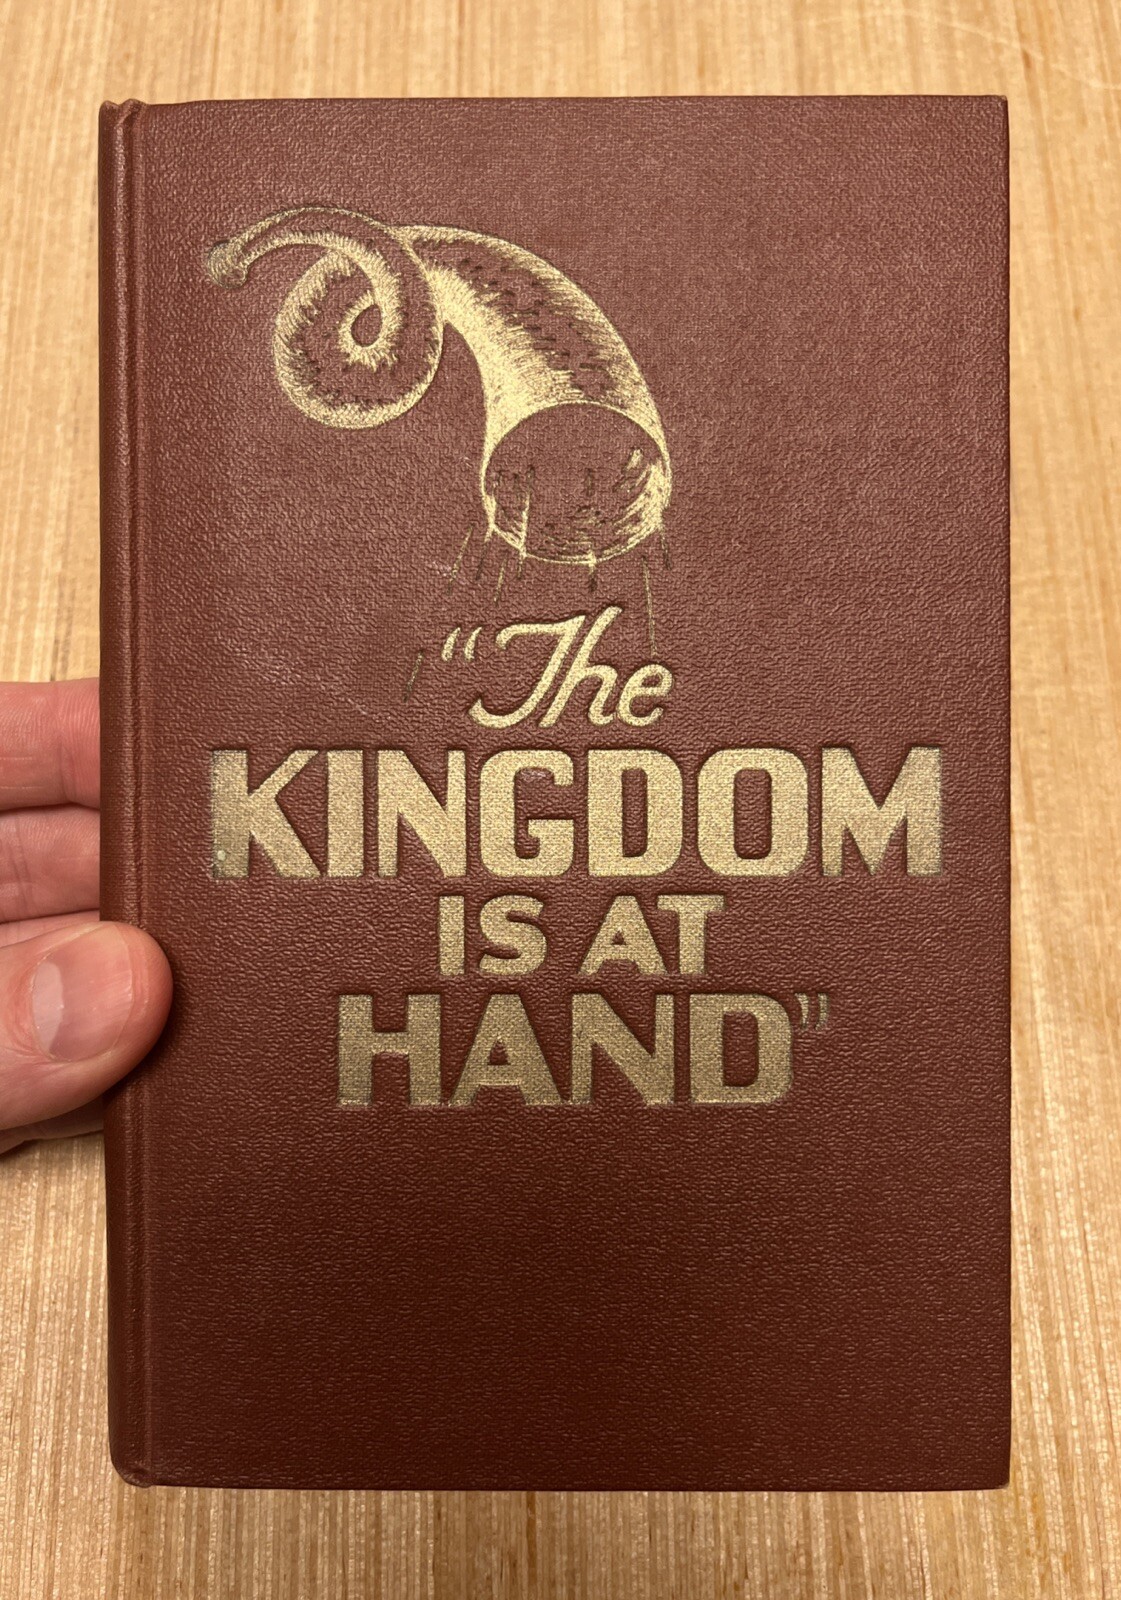 “The
KINGDOM
IS AT
HAND”